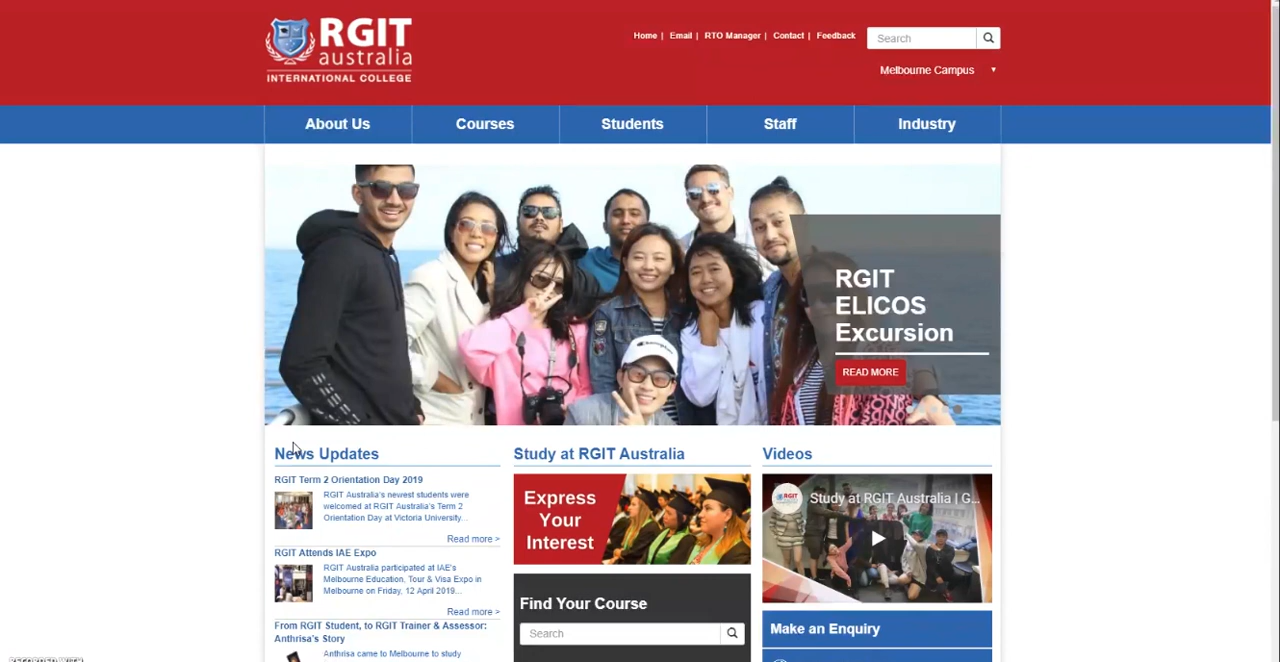 RGIT
australia
INTERNATIONAL COLLEGE
Home | Email | RTO Manager | Contact | Feedback
Search
Melbourne Campus
About Us
Courses
Students
Staff
Industry
RGIT
ELICOS
Excursion
READ MORE
Champion
News Updates
RGIT Term 2 Orientation Day 2019
RGIT Australia's newest students were
welcomed at RGIT Australia's Term 2
Orientation Day at Victoria University...
Read more >
RGIT Attends IAE Expo
RGIT Australia participated at IAE's
Melbourne Education, Tour & Visa Expo in
Melbourne on Friday, 12 April 2019...
Read more >
From RGIT Student, to RGIT Trainer & Assessor:
Anthrisa's Story
Anthrisa came to Melbourne to study
Study at RGIT Australia
Express
Your
Interest
Find Your Course
Search
Videos
RGIT
Study at RGIT Australia | G...
Make an Enquiry
RECORDED WITH